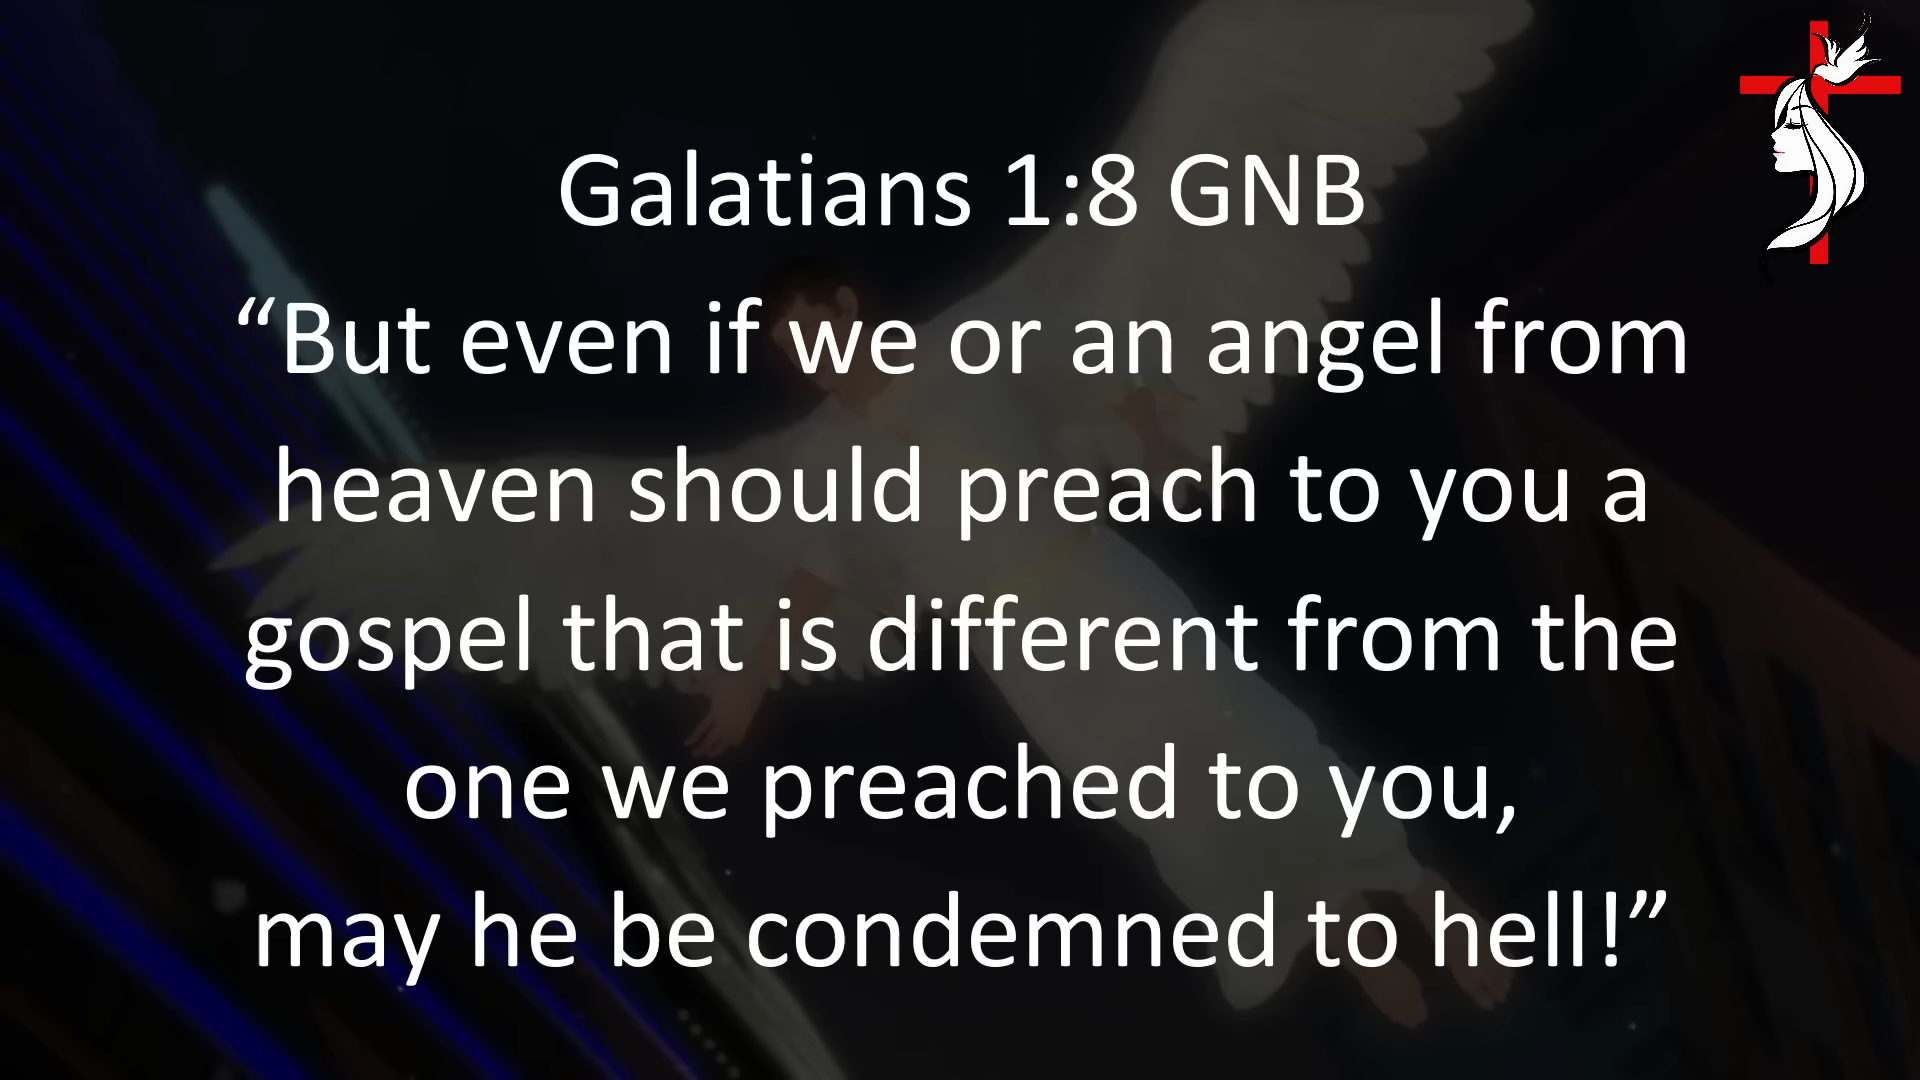 Galatians 1:8 GNB
“But even if we or an angel from
heaven should preach to you a
gospel that is different from the
one we preached to you,
may he be condemned to hell!”